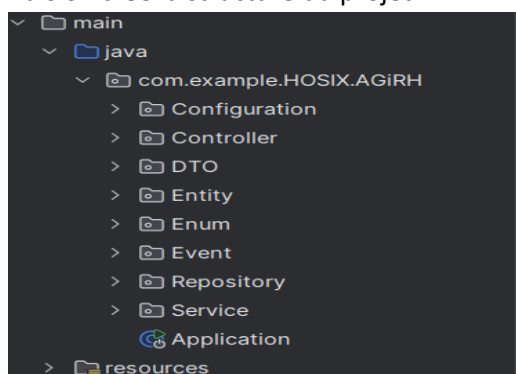 main
java
com.example.HOSIX.AGiRH
Configuration
Controller
DTO
Entity
Enum
Event
Repository
Service
Application
resources